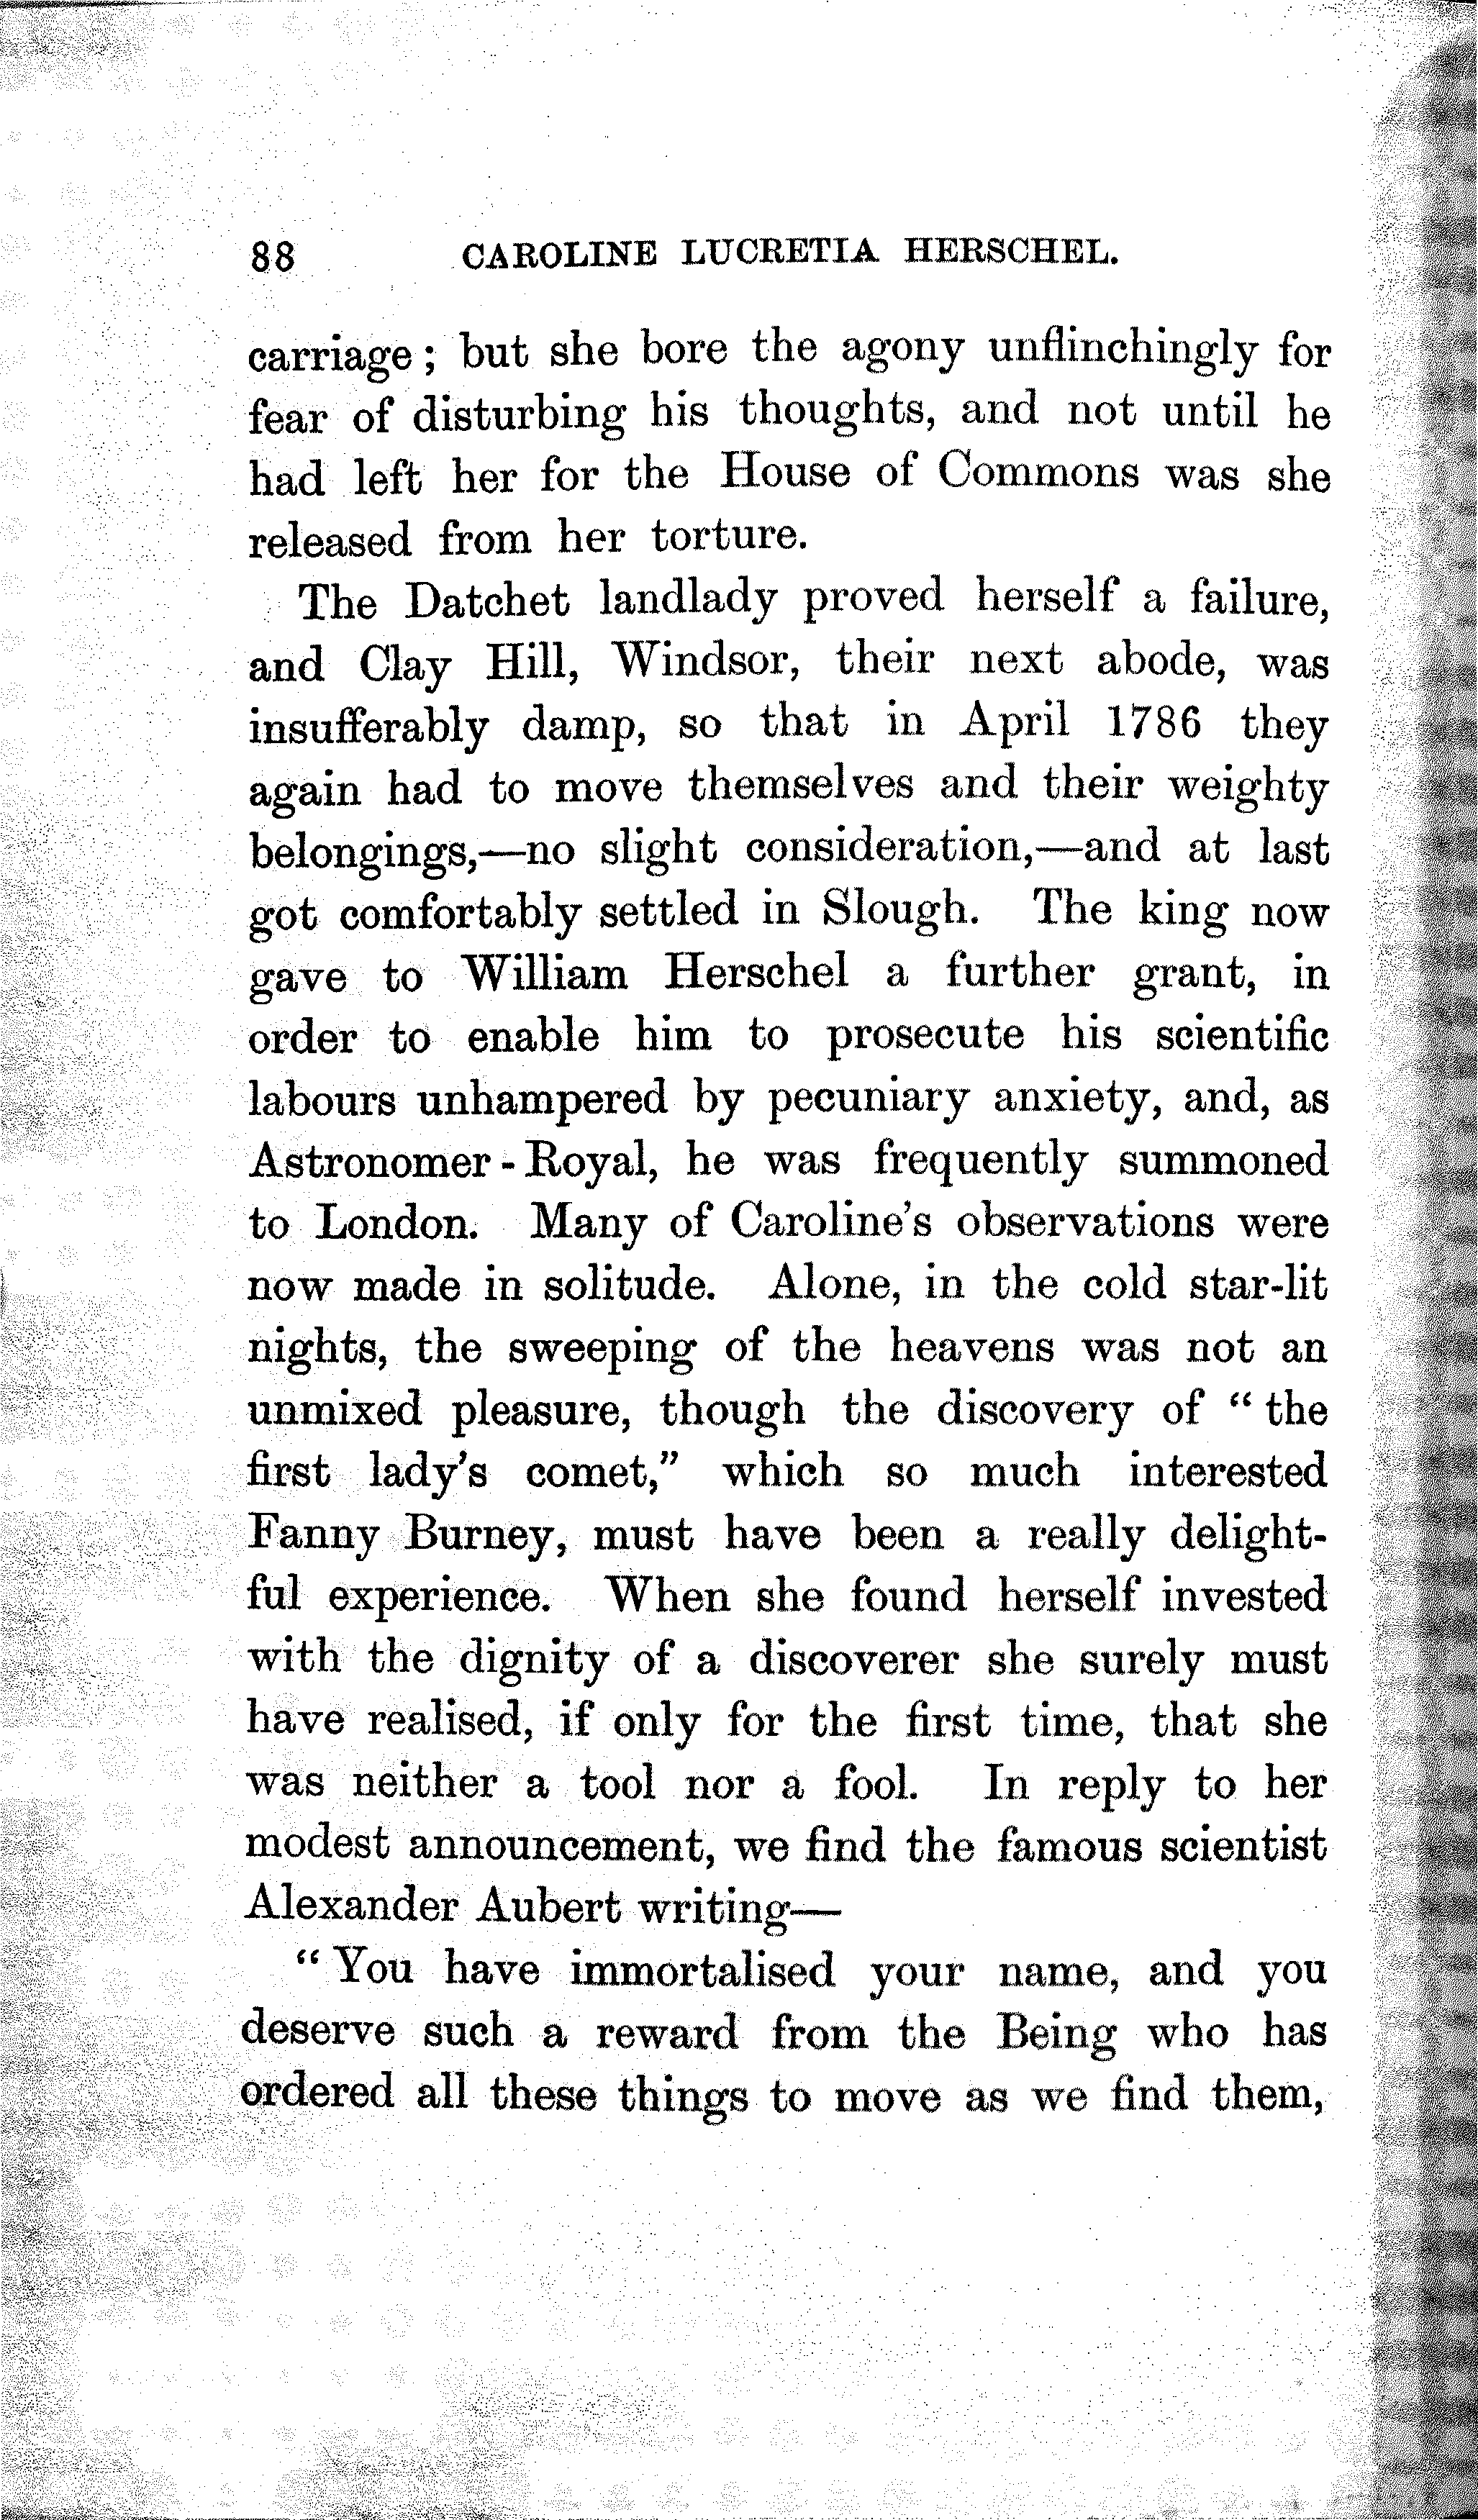 88 CAROLINE LUCRETIA HERSCHEL.
carriage; but she bore the agony unflinchingly for
fear of disturbing his thoughts, and not until he
had left her for the House of Commons was she
released from her torture.
The Datchet landlady proved herself a failure,
and Clay Hill, Windsor, their next abode, was
insufferably damp, so that in April 1786 they
again had to move themselves and their weighty
belongings,—no slight consideration,—and at last
got comfortably settled in Slough. The king now
gave to William Herschel a further grant, in
order to enable him to prosecute his scientific
labours unhampered by pecuniary anxiety, and, as
Astronomer-Royal, he was frequently summoned
to London. Many of Caroline's observations were
now made in solitude. Alone, in the cold star-lit
nights, the sweeping of the heavens was not an
unmixed pleasure, though the discovery of "the
first lady's comet," which so much interested
Fanny Burney, must have been a really delight-
ful experience. When she found herself invested
with the dignity of a discoverer she surely must
have realised, if only for the first time, that she
was neither a tool nor a fool. In reply to her
modest announcement, we find the famous scientist
Alexander Aubert writing—
"You have immortalised your name, and you
deserve such a reward from the Being who has
ordered all these things to move as we find them,